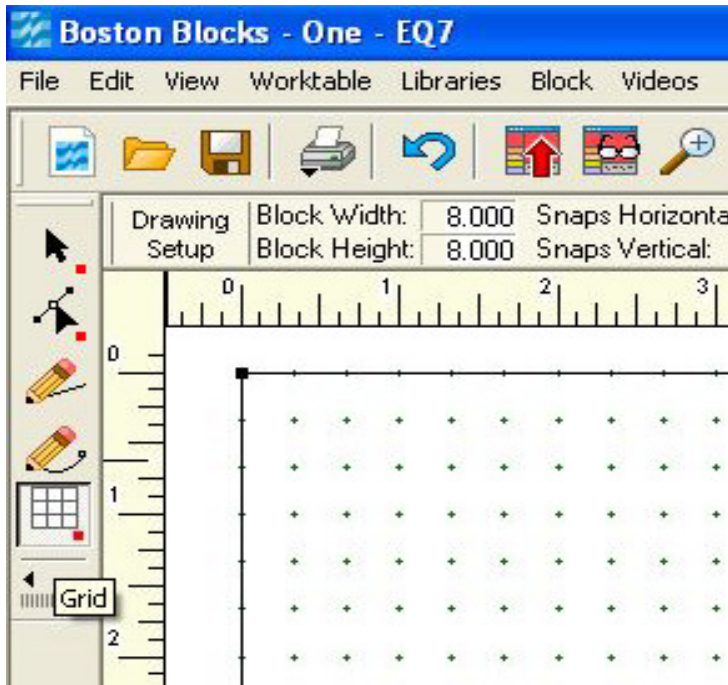 Boston Blocks - One - EQ7
File Edit View Worktable Libraries Block Videos
Drawing Setup
Block Width: 8.000 Snaps Horizonta
Block Height: 8.000 Snaps Vertical:
0 1 2 3
0
1
Grid
2